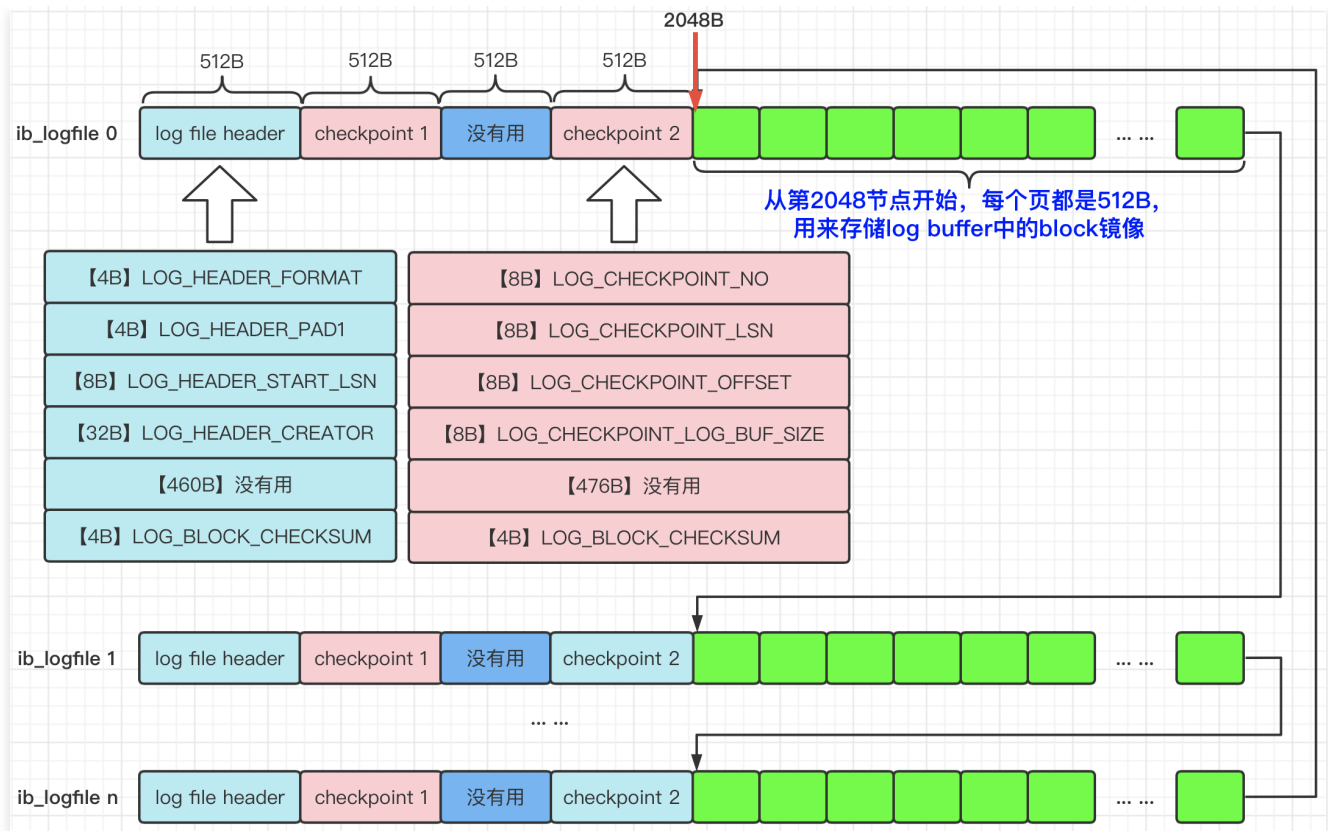 2048B
512B
512B
512B
512B
ib_logfile 0
log file header
checkpoint 1
没有用
checkpoint 2
... ...
从第2048节点开始，每个页都是512B，
用来存储log buffer中的block镜像
【4B】LOG_HEADER_FORMAT
【4B】LOG_HEADER_PAD1
【8B】LOG_HEADER_START_LSN
【32B】LOG_HEADER_CREATOR
【460B】没有用
【4B】LOG_BLOCK_CHECKSUM
【8B】LOG_CHECKPOINT_NO
【8B】LOG_CHECKPOINT_LSN
【8B】LOG_CHECKPOINT_OFFSET
【8B】LOG_CHECKPOINT_LOG_BUF_SIZE
【476B】没有用
【4B】LOG_BLOCK_CHECKSUM
ib_logfile 1
log file header
checkpoint 1
没有用
checkpoint 2
... ...
... ...
ib_logfile n
log file header
checkpoint 1
没有用
checkpoint 2
... ...